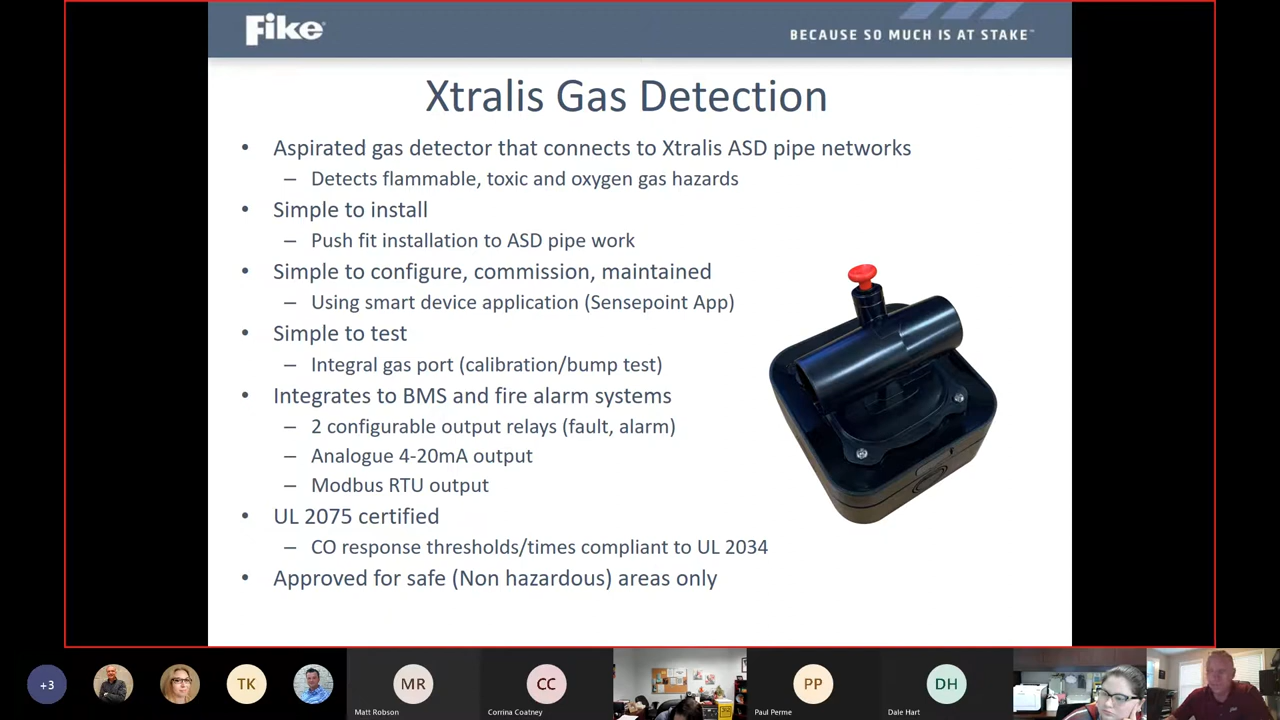 Fike
BECAUSE SO MUCH IS AT STAKE™
Xtralis Gas Detection
• Aspirated gas detector that connects to Xtralis ASD pipe networks
– Detects flammable, toxic and oxygen gas hazards
• Simple to install
– Push fit installation to ASD pipe work
• Simple to configure, commission, maintained
– Using smart device application (Sensepoint App)
• Simple to test
– Integral gas port (calibration/bump test)
• Integrates to BMS and fire alarm systems
– 2 configurable output relays (fault, alarm)
– Analogue 4-20mA output
– Modbus RTU output
• UL 2075 certified
– CO response thresholds/times compliant to UL 2034
• Approved for safe (Non hazardous) areas only
+3
TK
MR
CC
PP
DH
Matt Robson
Corrina Coatney
Paul Perme
Dale Hart